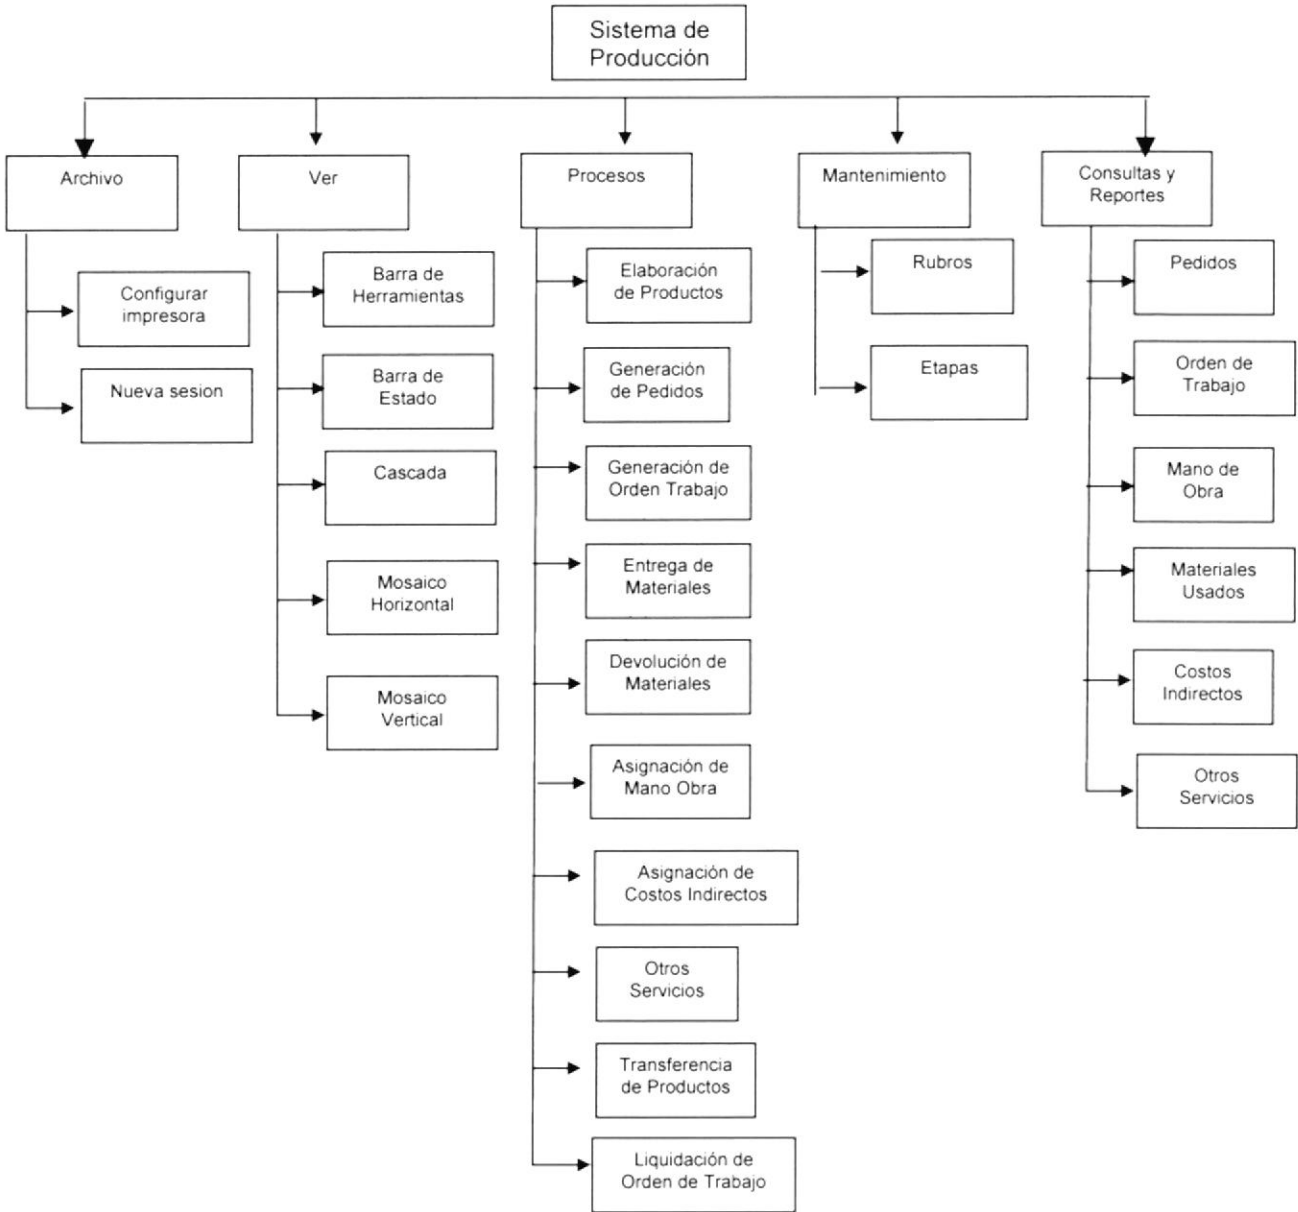 Sistema de
Producción
Archivo
Ver
Procesos
Mantenimiento
Consultas y
Reportes
Configurar
impresora
Nueva sesion
Barra de
Herramientas
Barra de
Estado
Cascada
Mosaico
Horizontal
Mosaico
Vertical
Elaboración
de Productos
Generación
de Pedidos
Generación de
Orden Trabajo
Entrega de
Materiales
Devolución de
Materiales
Asignación de
Mano Obra
Asignación de
Costos Indirectos
Otros
Servicios
Transferencia
de Productos
Liquidación de
Orden de Trabajo
Rubros
Etapas
Pedidos
Orden de
Trabajo
Mano de
Obra
Materiales
Usados
Costos
Indirectos
Otros
Servicios